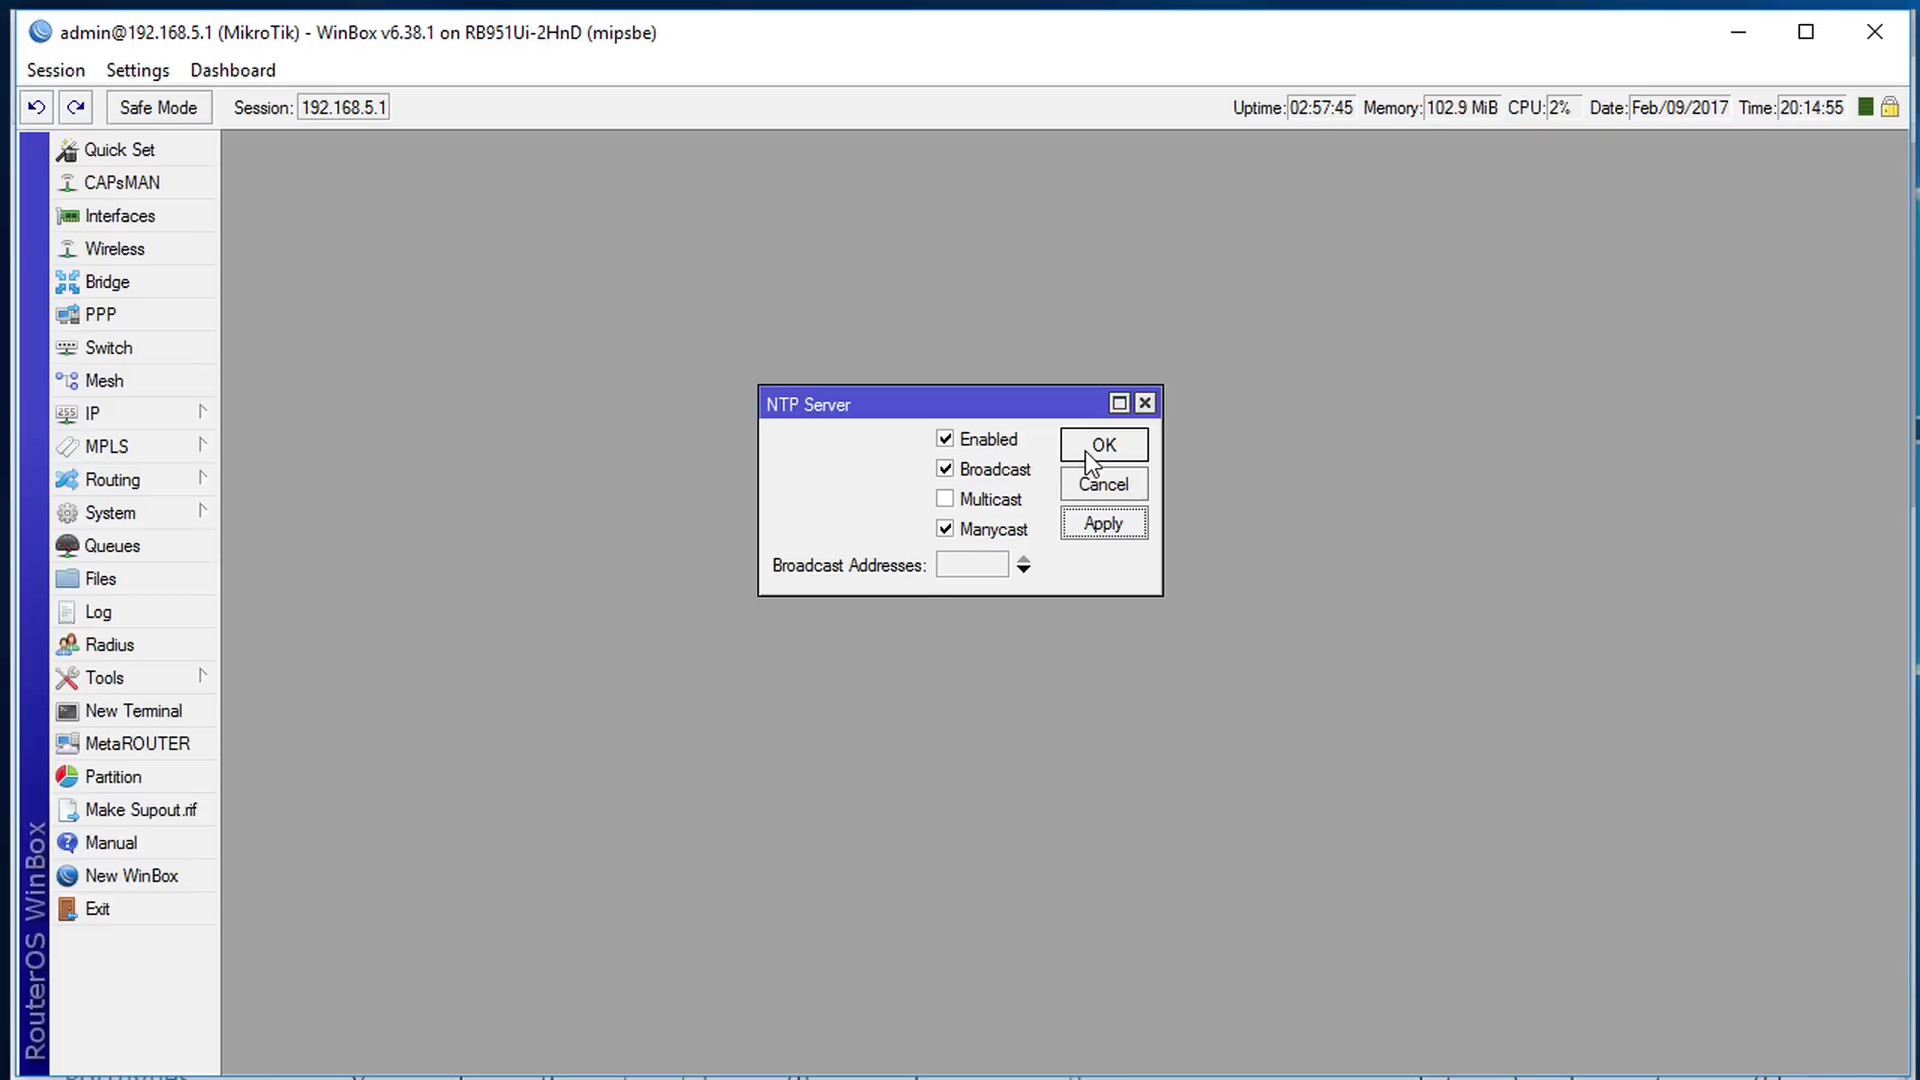 admin@192.168.5.1 (MikroTik) - WinBox v6.38.1 on RB951Ui-2HnD (mipsbe)
Session Settings Dashboard
Safe Mode Session: 192.168.5.1 Uptime: 02:57:45 Memory: 102.9 MiB CPU: 2% Date: Feb/09/2017 Time: 20:14:55
Quick Set
CAPsMAN
Interfaces
Wireless
Bridge
PPP
Switch
Mesh
255 IP
MPLS
Routing
System
Queues
Files
Log
Radius
Tools
New Terminal
MetaROUTER
Partition
Make Supout.rif
Manual
New WinBox
Exit
RouterOS WinBox
NTP Server
Enabled OK
Broadcast
Cancel
Multicast
Manycast Apply
Broadcast Addresses: